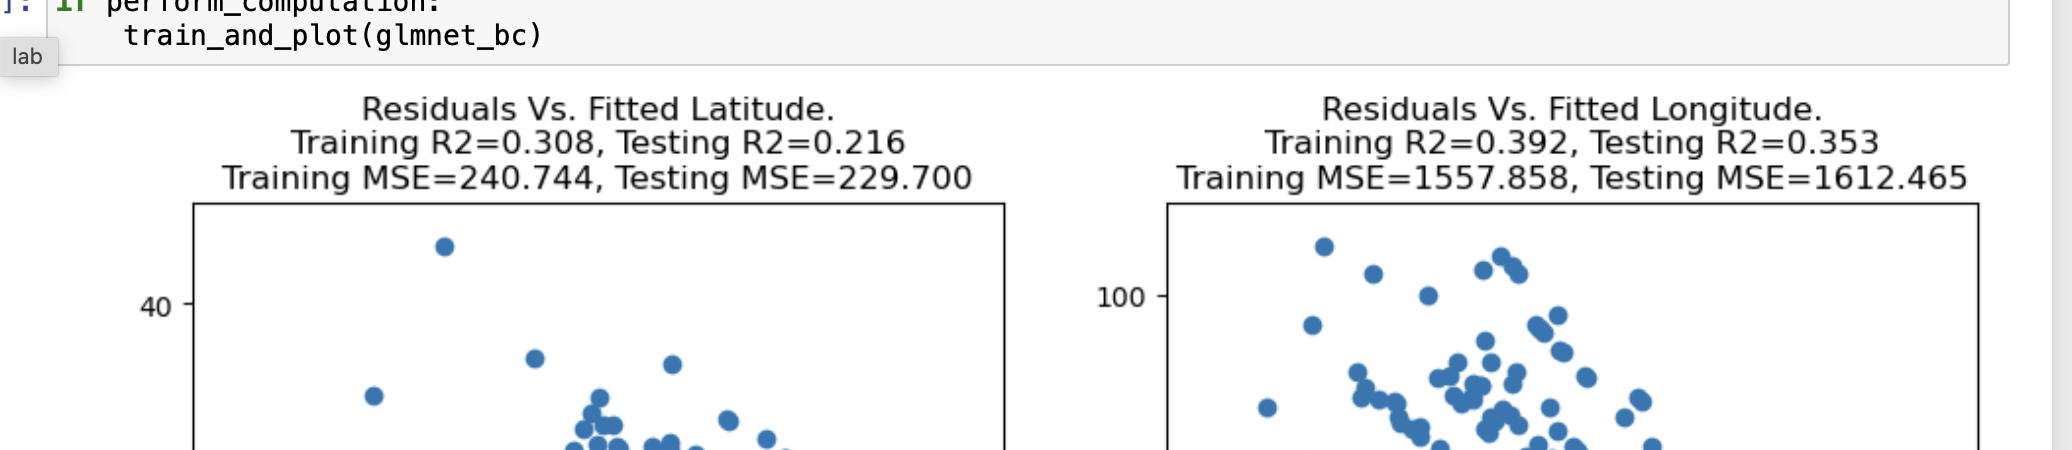 ]: if perform_computation:
train_and_plot(glmnet_bc)
lab
Residuals Vs. Fitted Latitude.
Training R2=0.308, Testing R2=0.216
Training MSE=240.744, Testing MSE=229.700
40
Residuals Vs. Fitted Longitude.
Training R2=0.392, Testing R2=0.353
Training MSE=1557.858, Testing MSE=1612.465
100